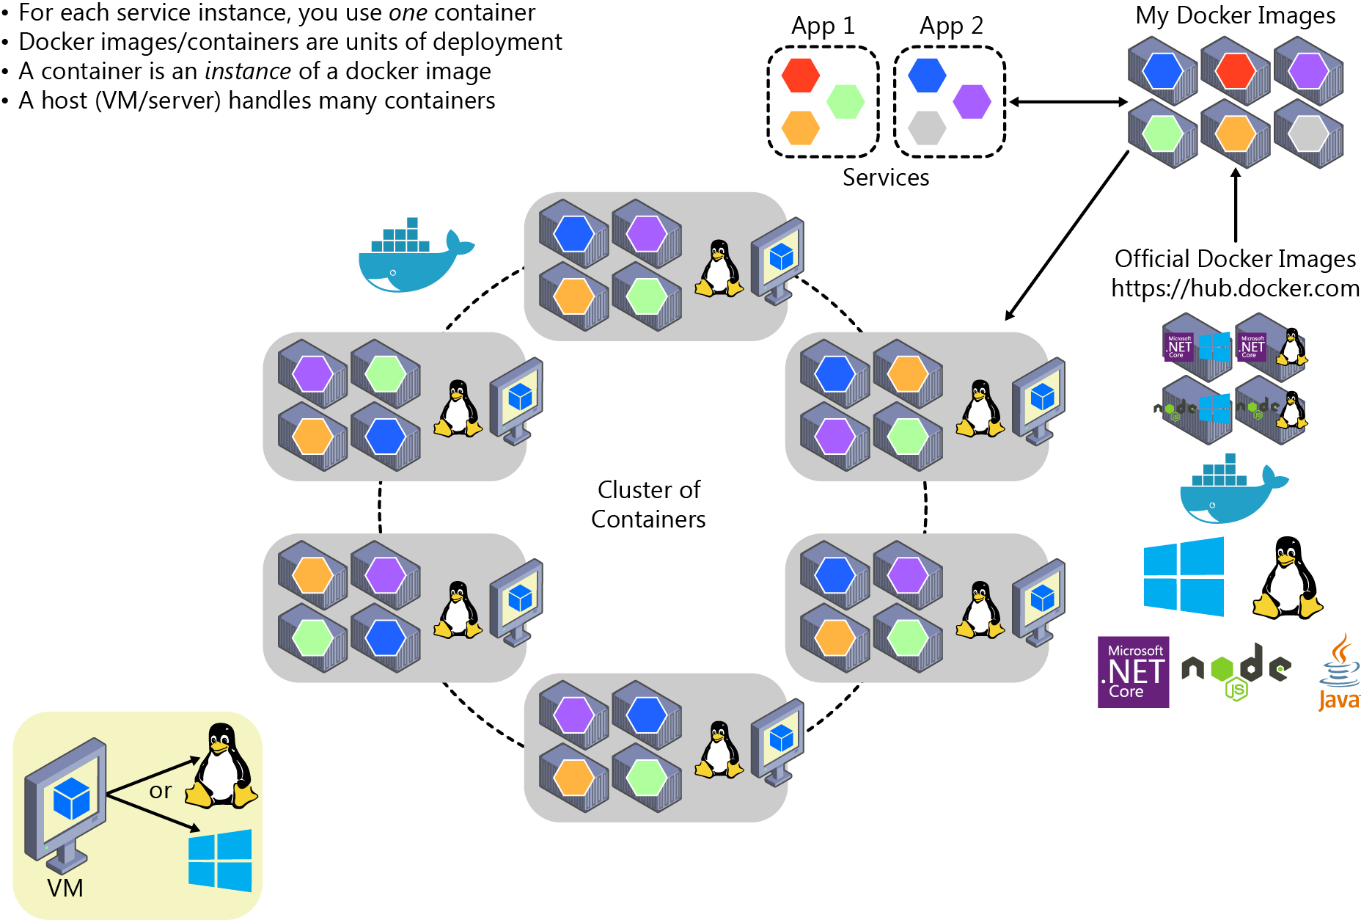 • For each service instance, you use one container
• Docker images/containers are units of deployment
• A container is an instance of a docker image
• A host (VM/server) handles many containers
App 1
App 2
Services
My Docker Images
Official Docker Images
https://hub.docker.com
Microsoft
.NET
Core
Microsoft
.NET
Core
node
node
Cluster of
Containers
Microsoft
.NET
Core
node
JS
Java
or
VM